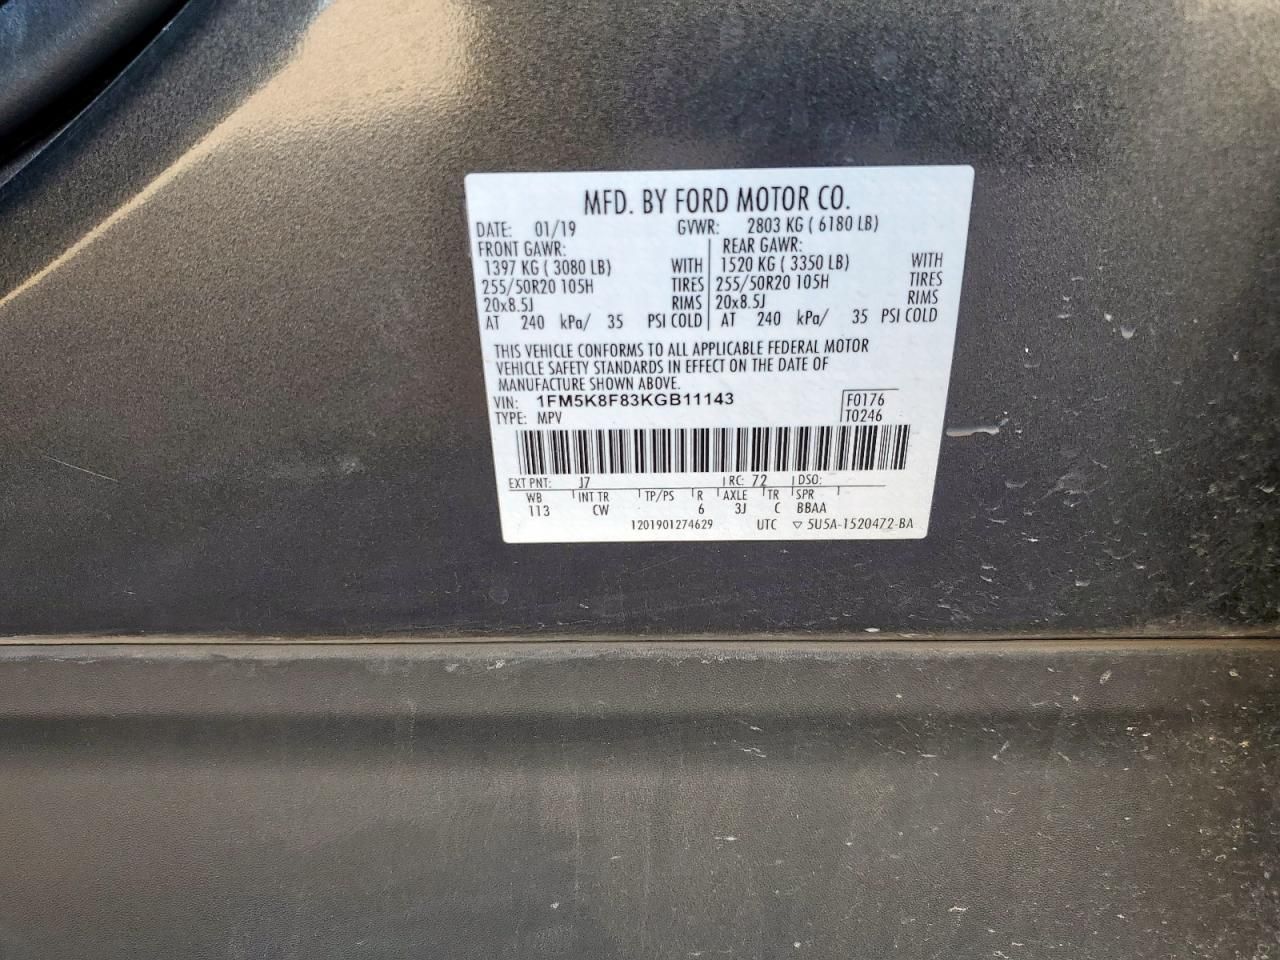 MFD. BY FORD MOTOR CO.
DATE: 01/19 GVWR: 2803 KG ( 6180 LB)
FRONT GAWR: REAR GAWR:
1397 KG ( 3080 LB) WITH 1520 KG ( 3350 LB) WITH
255/50R20 105H TIRES 255/50R20 105H TIRES
20x8.5J RIMS 20x8.5J RIMS
AT 240 kPa/ 35 PSI COLD AT 240 kPa/ 35 PSI COLD
THIS VEHICLE CONFORMS TO ALL APPLICABLE FEDERAL MOTOR
VEHICLE SAFETY STANDARDS IN EFFECT ON THE DATE OF
MANUFACTURE SHOWN ABOVE.
VIN: 1FM5K8F83KGB11143 F0176
TYPE: MPV T0246
EXT PNT: J7 RC: 72 DSO:
WB INT TR TP/PS R AXLE TR SPR
113 CW 6 3J C BBAA
1201901274629 UTC ▽ 5U5A-1520472-BA